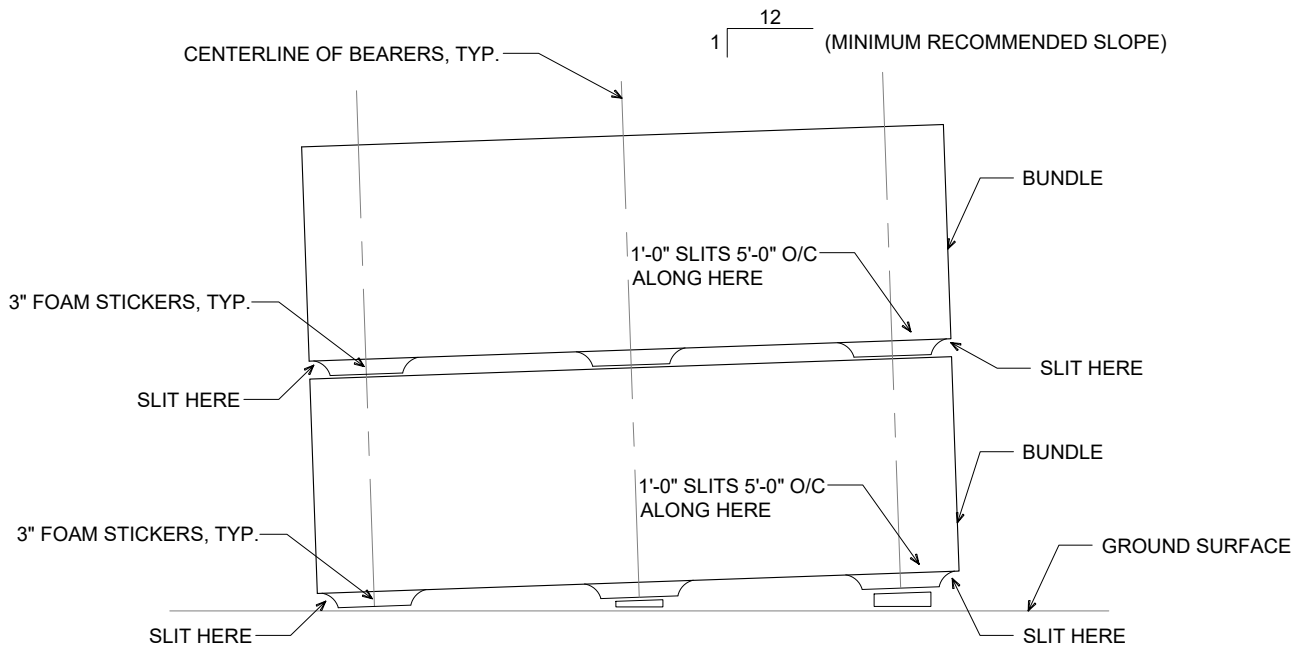 12
1
(MINIMUM RECOMMENDED SLOPE)
CENTERLINE OF BEARERS, TYP.
BUNDLE
1'-0" SLITS 5'-0" O/C
ALONG HERE
3" FOAM STICKERS, TYP.
SLIT HERE
SLIT HERE
BUNDLE
1'-0" SLITS 5'-0" O/C
ALONG HERE
3" FOAM STICKERS, TYP.
GROUND SURFACE
SLIT HERE
SLIT HERE